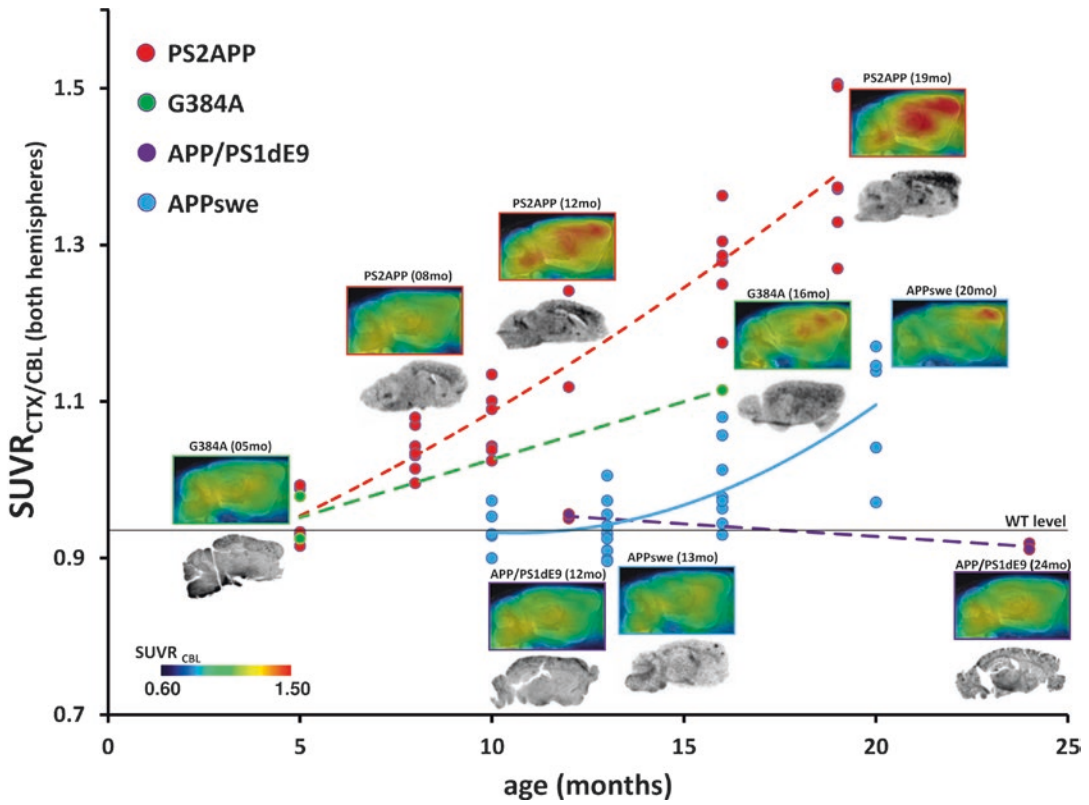 SUVR CTX/CBL (both hemispheres)
1.5
1.3
1.1
0.9
0.7
PS2APP
G384A
APP/PS1dE9
APPswe
PS2APP (19mo)
PS2APP (12mo)
PS2APP (08mo)
G384A (16mo)
APPswe (20mo)
G384A (05mo)
WT level
APP/PS1dE9 (12mo)
APPswe (13mo)
APP/PS1dE9 (24mo)
SUVR CBL
0.60 1.50
0 5 10 15 20 25
age (months)